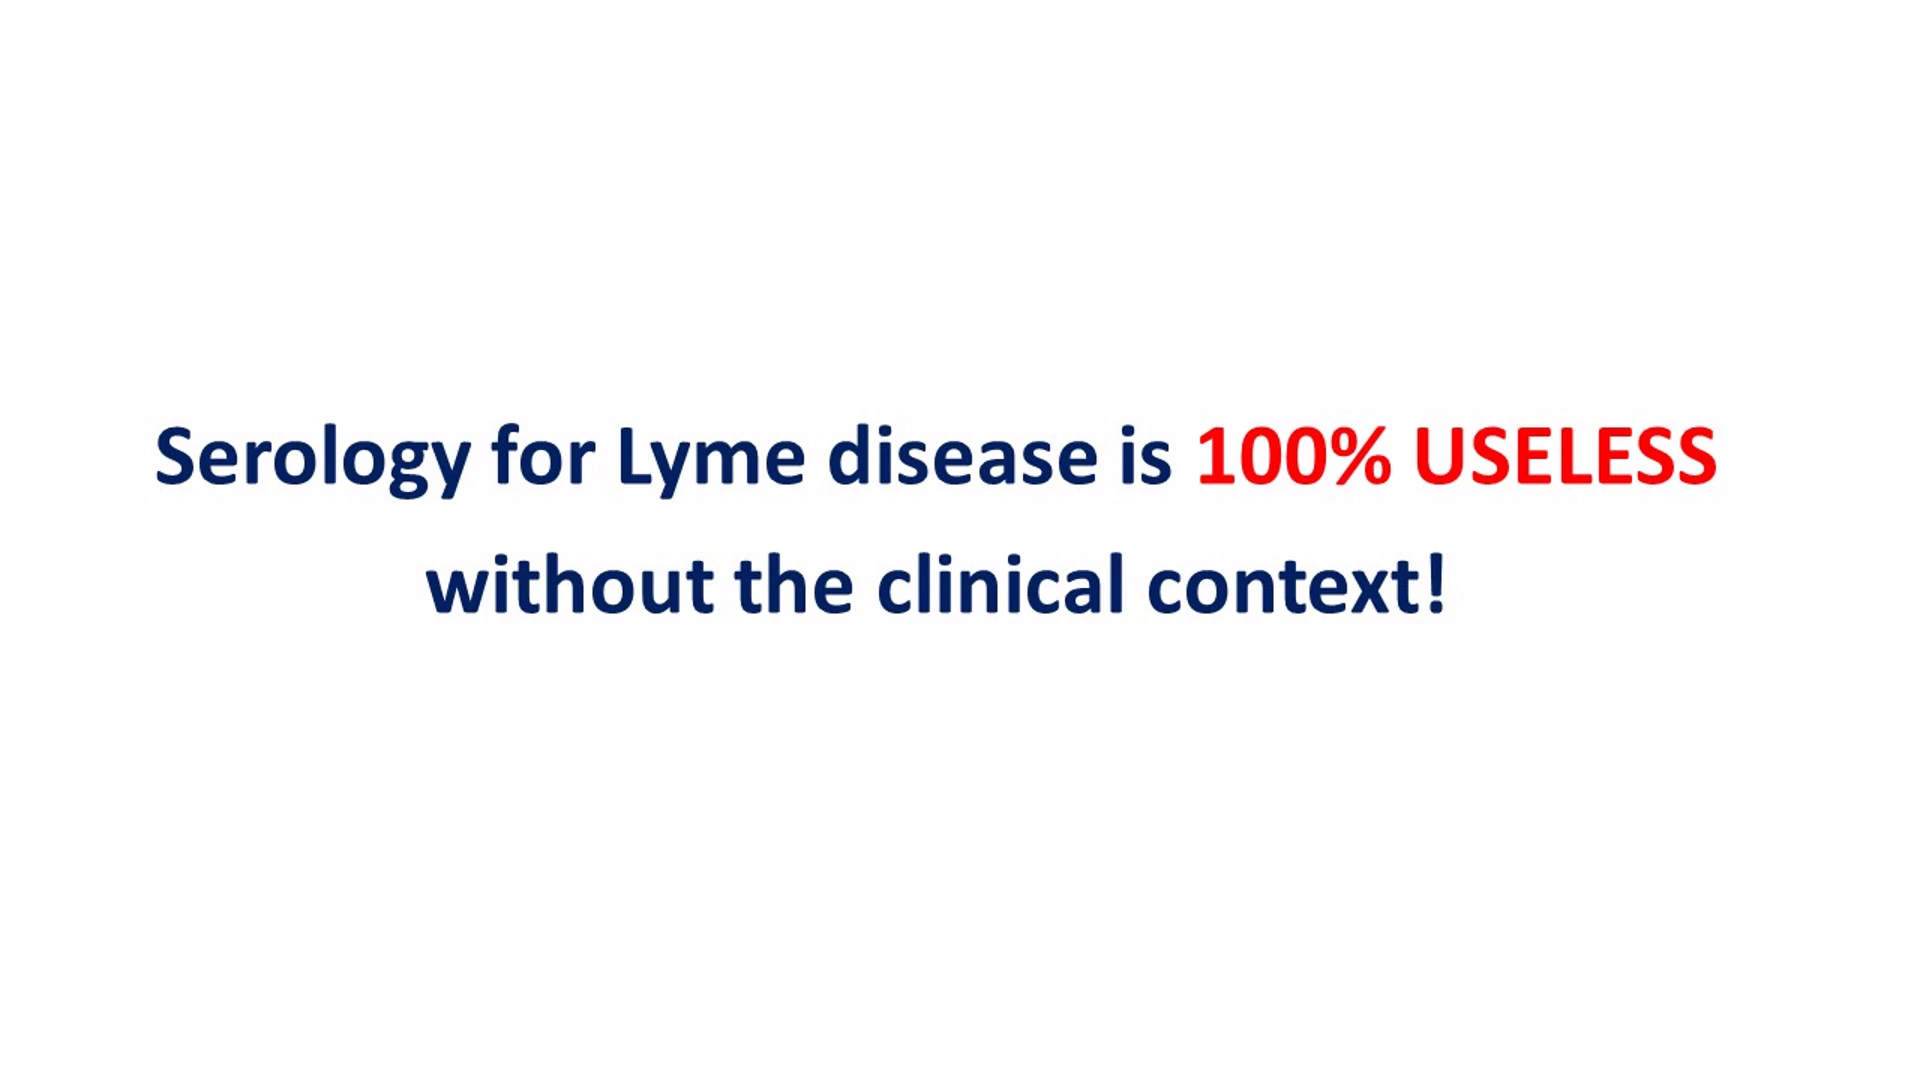 Serology for Lyme disease is 100% USELESS
without the clinical context!